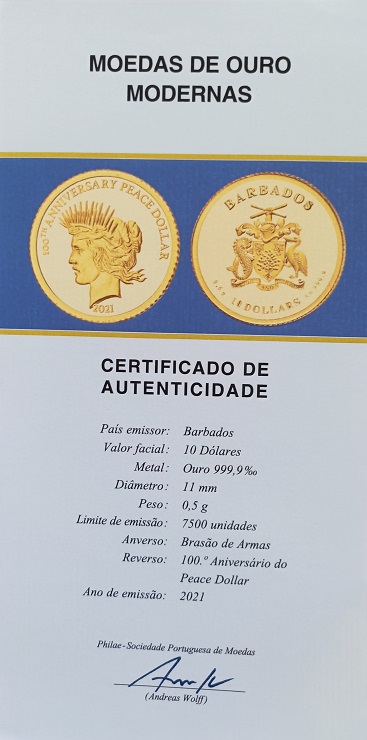 MOEDAS DE OURO
MODERNAS
100TH ANNIVERSARY PEACE DOLLAR
2021
BARBADOS
10 DOLLARS
CERTIFICADO DE
AUTENTICIDADE
País emissor: Barbados
Valor facial: 10 Dólares
Metal: Ouro 999,9‰
Diâmetro: 11 mm
Peso: 0,5 g
Limite de emissão: 7500 unidades
Anverso: Brasão de Armas
Reverso: 100.º Aniversário do
Peace Dollar
Ano de emissão: 2021
Philae-Sociedade Portuguesa de Moedas
(Andreas Wolff)